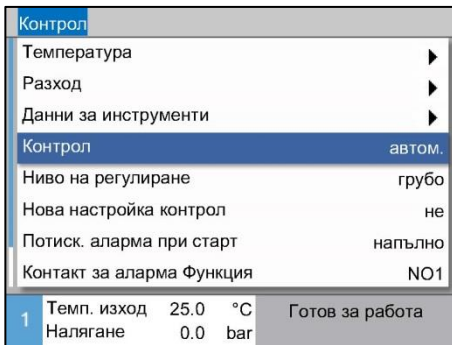 Контрол
Температура
Разход
Данни за инструменти
Контрол автом.
Ниво на регулиране грубо
Нова настройка контрол не
Потиск. аларма при старт напълно
Контакт за аларма Функция NO1
1 Темп. изход 25.0 °C Готов за работа
Налягане 0.0 bar